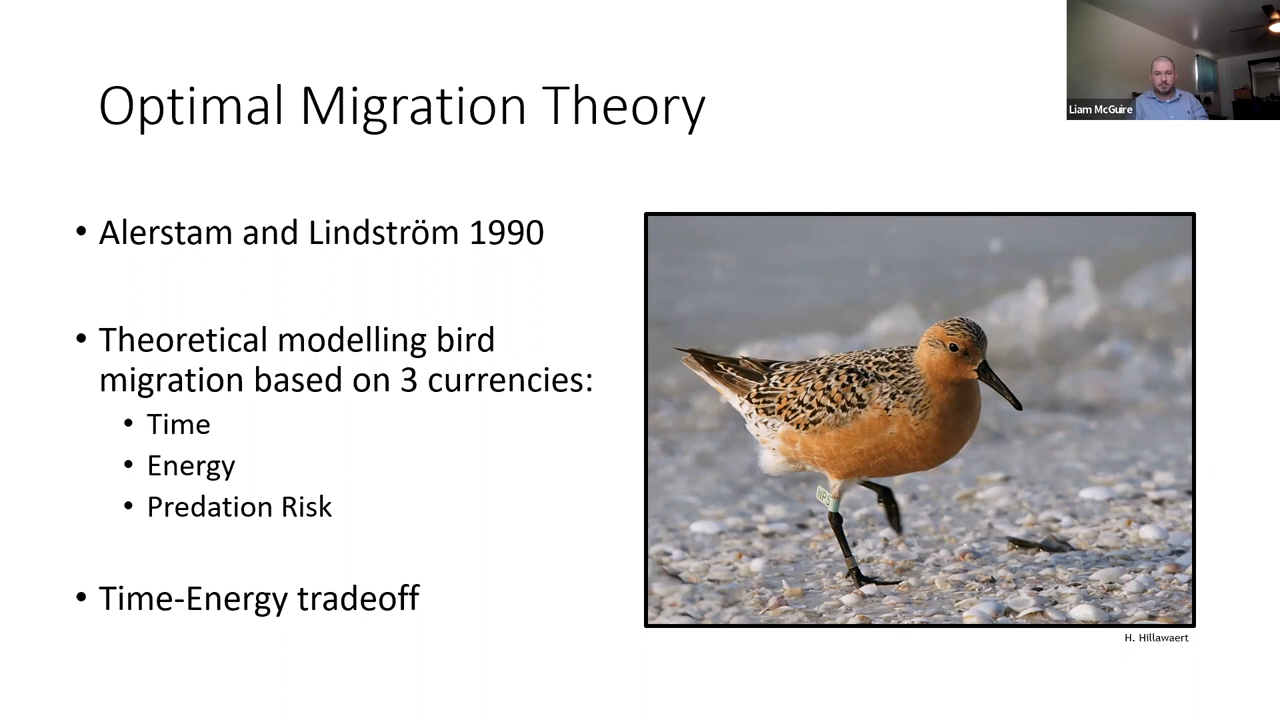 Optimal Migration Theory
Liam McGuire
• Alerstam and Lindström 1990
• Theoretical modelling bird
migration based on 3 currencies:
• Time
• Energy
• Predation Risk
• Time-Energy tradeoff
H. Hillawaert